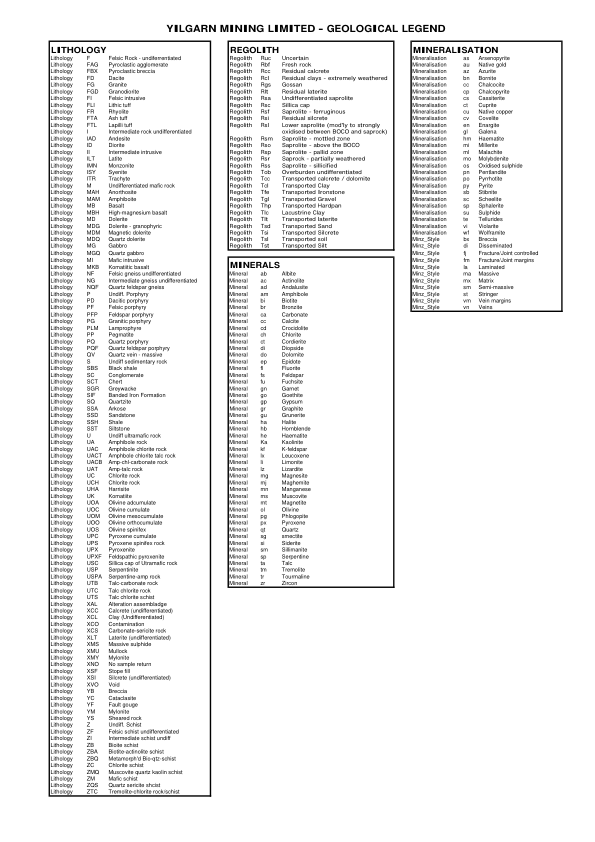 YILGARN MINING LIMITED - GEOLOGICAL LEGEND
LITHOLOGY
Lithology F Felsic Rock - undifferentiated
Lithology FAG Pyroclastic agglomerate
Lithology FBX Pyroclastic breccia
Lithology FD Dacite
Lithology FG Granite
Lithology FGD Granodiorite
Lithology FI Felsic intrusive
Lithology FLI Lithic tuff
Lithology FR Rhyolite
Lithology FTA Ash tuff
Lithology FTL Lapilli tuff
Lithology I Intermediate rock undifferentiated
Lithology IAD Andesite
Lithology ID Diorite
Lithology II Intermediate intrusive
Lithology ILT Latite
Lithology IMN Monzonite
Lithology ISY Syenite
Lithology ITR Trachyte
Lithology M Undifferentiated mafic rock
Lithology MAH Anorthosite
Lithology MAM Amphibolite
Lithology MB Basalt
Lithology MBH High-magnesium basalt
Lithology MD Dolerite
Lithology MDG Dolerite - granophyric
Lithology MDM Magnetic dolerite
Lithology MDQ Quartz dolerite
Lithology MG Gabbro
Lithology MGQ Quartz gabbro
Lithology MI Mafic intrusive
Lithology MKB Komatiitic basalt
Lithology NF Felsic gneiss undifferentiated
Lithology NG Intermediate gneiss undifferentiated
Lithology NQF Quartz feldspar gneiss
Lithology P Undiff. Porphyry
Lithology PD Dacitic porphyry
Lithology PF Felsic porphyry
Lithology PFP Feldspar porphyry
Lithology PG Granitic porphyry
Lithology PLM Lamprophyre
Lithology PP Pegmatite
Lithology PQ Quartz porphyry
Lithology PQF Quartz feldspar porphyry
Lithology QV Quartz vein - massive
Lithology S Undiff sedimentary rock
Lithology SBS Black shale
Lithology SC Conglomerate
Lithology SCT Chert
Lithology SGR Greywacke
Lithology SIF Banded Iron Formation
Lithology SQ Quartzite
Lithology SSA Arkose
Lithology SSD Sandstone
Lithology SSH Shale
Lithology SST Siltstone
Lithology U Undiff ultramafic rock
Lithology UA Amphibole rock
Lithology UAC Amphibole chlorite rock
Lithology UACT Amphibole chlorite talc rock
Lithology UACB Amp-chl-carbonate rock
Lithology UAT Amp-talc rock
Lithology UC Chlorite rock
Lithology UCH Chlorite rock
Lithology UHA Harrisite
Lithology UK Komatiite
Lithology UOA Olivine adcumulate
Lithology UOC Olivine cumulate
Lithology UOM Olivine mesocumulate
Lithology UOO Olivine orthocumulate
Lithology UOS Olivine spinifex
Lithology UPC Pyroxene cumulate
Lithology UPS Pyroxene spinifex rock
Lithology UPX Pyroxenite
Lithology UPXF Feldspathic pyroxenite
Lithology USC Sillica cap of Ulramafic rock
Lithology USP Serpentinite
Lithology USPA Serpentine-amp rock
Lithology UTB Talc-carbonate rock
Lithology UTC Talc chlorite rock
Lithology UTS Talc chlorite schist
Lithology XAL Alteration assembladge
Lithology XCC Calcrete (undifferentiated)
Lithology XCL Clay (Undifferentiated)
Lithology XCO Contamination
Lithology XCS Carbonate-sericite rock
Lithology XLT Laterite (undifferentiated)
Lithology XMS Massive sulphide
Lithology XMU Mullock
Lithology XMY Mylonite
Lithology XNO No sample return
Lithology XSF Stope fill
Lithology XSI Silcrete (undifferentiated)
Lithology XVO Void
Lithology YB Breccia
Lithology YC Cataclasite
Lithology YF Fault gouge
Lithology YM Mylonite
Lithology YS Sheared rock
Lithology Z Undiff. Schist
Lithology ZF Felsic schist undifferentiated
Lithology ZI Intermediate schist undiff
Lithology ZB Bioite schist
Lithology ZBA Biotite-actinolite schist
Lithology ZBQ Metamorph'd Bio-qtz-schist
Lithology ZC Chlorite schist
Lithology ZMQ Muscovite quartz kaolin schist
Lithology ZM Mafic schist
Lithology ZQS Quartz sericite shcist
Lithology ZTC Tremolite-chlorite rock/schist
REGOLITH
Regolith Ruc Uncertain
Regolith Rbf Fresh rock
Regolith Rcc Residual calcrete
Regolith Rcl Residual clays - extremely weathered
Regolith Rgs Gossan
Regolith Rlt Residual laterite
Regolith Rsa Undifferentiated saprolite
Regolith Rsc Sillica cap
Regolith Rsf Saprolite - ferruginous
Regolith Rsi Residual silcrete
Regolith Rsl Lower saprolite (mod'ly to strongly
oxidised between BOCO and saprock)
Regolith Rsm Saprolite - mottled zone
Regolith Rso Saprolite - above the BOCO
Regolith Rsp Saprolite - pallid zone
Regolith Rsr Saprock - partially weathered
Regolith Rss Saprolite - silicified
Regolith Tob Overburden undifferentiated
Regolith Tcc Transported calcrete / dolomite
Regolith Tcl Transported Clay
Regolith Tfe Transported Ironstone
Regolith Tgl Transported Gravel
Regolith Thp Transported Hardpan
Regolith Tlc Lacustrine Clay
Regolith Tlt Transported laterite
Regolith Tsd Transported Sand
Regolith Tsi Transported Silcrete
Regolith Tsl Transported soil
Regolith Tst Transported Silt
MINERALS
Mineral ab Albite
Mineral ac Actinolite
Mineral ad Andalusite
Mineral am Amphibole
Mineral bi Biotite
Mineral br Bronzite
Mineral ca Carbonate
Mineral cc Calcite
Mineral cd Crocidolite
Mineral ch Chlorite
Mineral ct Cordierite
Mineral di Diopside
Mineral do Dolomite
Mineral ep Epidote
Mineral fl Fluorite
Mineral fs Feldspar
Mineral fu Fuchsite
Mineral gn Garnet
Mineral go Goethite
Mineral gp Gypsum
Mineral gr Graphite
Mineral gu Grunerite
Mineral ha Halite
Mineral hb Hornblende
Mineral he Haematite
Mineral Ka Kaolinite
Mineral kf K-feldspar
Mineral lx Leucoxene
Mineral li Limonite
Mineral lz Lizardite
Mineral mg Magnesite
Mineral mj Maghemite
Mineral mn Manganese
Mineral ms Muscovite
Mineral mt Magnetite
Mineral ol Olivine
Mineral pg Phlogopite
Mineral px Pyroxene
Mineral qt Quartz
Mineral sg smectite
Mineral si Siderite
Mineral sm Sillimanite
Mineral sp Serpentine
Mineral ta Talc
Mineral tm Tremolite
Mineral tr Tourmaline
Mineral zr Zircon
MINERALISATION
Mineralisation as Arsenopyrite
Mineralisation au Native gold
Mineralisation az Azurite
Mineralisation bn Bornite
Mineralisation cc Chalcocite
Mineralisation cp Chalcopyrite
Mineralisation cs Cassiterite
Mineralisation ct Cuprite
Mineralisation cu Native copper
Mineralisation cv Covelite
Mineralisation en Enargite
Mineralisation gl Galena
Mineralisation hm Haematite
Mineralisation mi Millerite
Mineralisation ml Malachite
Mineralisation mo Molybdenite
Mineralisation os Oxidised sulphide
Mineralisation pn Pentlandite
Mineralisation po Pyrrhotite
Mineralisation py Pyrite
Mineralisation sb Stibnite
Mineralisation sc Scheelite
Mineralisation sp Sphalerite
Mineralisation su Sulphide
Mineralisation te Tellurides
Mineralisation vi Violarite
Mineralisation wf Wolframite
Minz_Style bs Breccia
Minz_Style di Disseminated
Minz_Style fj Fracture/Joint controlled
Minz_Style fm Fracture/Joint margins
Minz_Style la Laminated
Minz_Style ma Massive
Minz_Style mx Matrix
Minz_Style sm Semi-massive
Minz_Style st Stringer
Minz_Style vm Vein margins
Minz_Style vn Veins